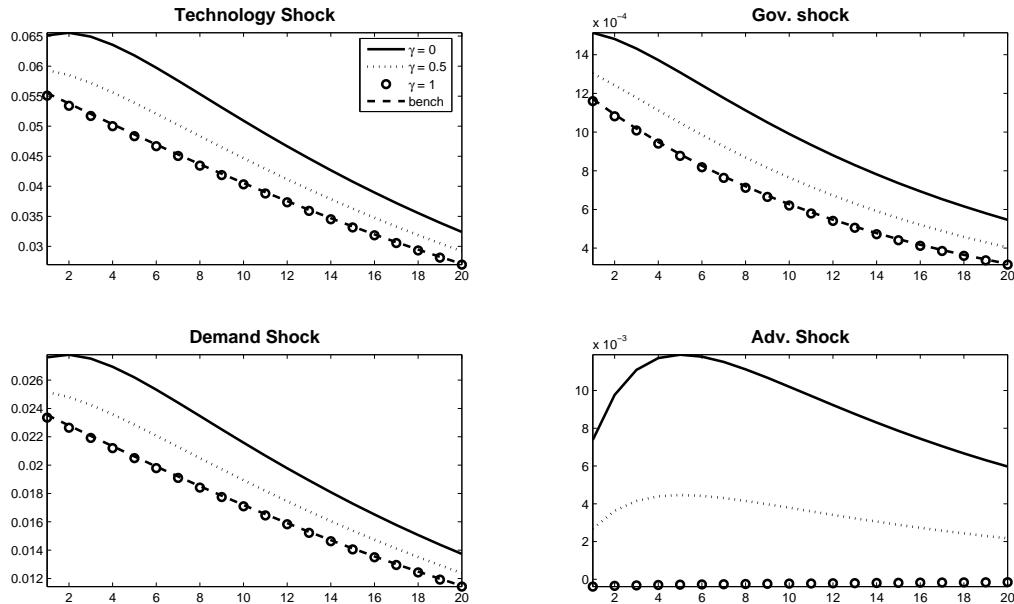 Technology Shock
0.065
0.06
0.055
0.05
0.045
0.04
0.035
0.03
2 4 6 8 10 12 14 16 18 20
γ = 0
γ = 0.5
γ = 1
bench
Gov. shock
x 10⁻⁴
14
12
10
8
6
4
2 4 6 8 10 12 14 16 18 20
Demand Shock
0.026
0.024
0.022
0.02
0.018
0.016
0.014
0.012
2 4 6 8 10 12 14 16 18 20
Adv. Shock
x 10⁻³
10
8
6
4
2
0
2 4 6 8 10 12 14 16 18 20